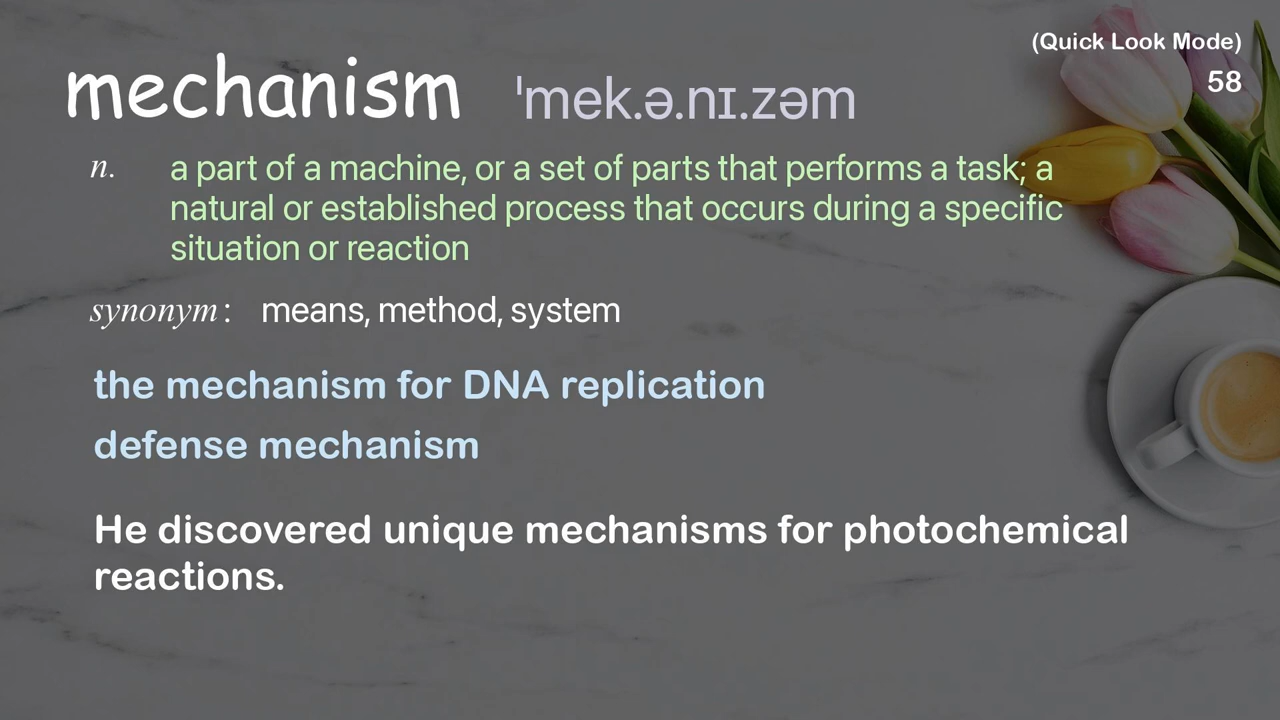 (Quick Look Mode)
58
mechanism ˈmek.ə.nɪ.zəm
n. a part of a machine, or a set of parts that performs a task; a
natural or established process that occurs during a specific
situation or reaction
synonym: means, method, system
the mechanism for DNA replication
defense mechanism
He discovered unique mechanisms for photochemical
reactions.